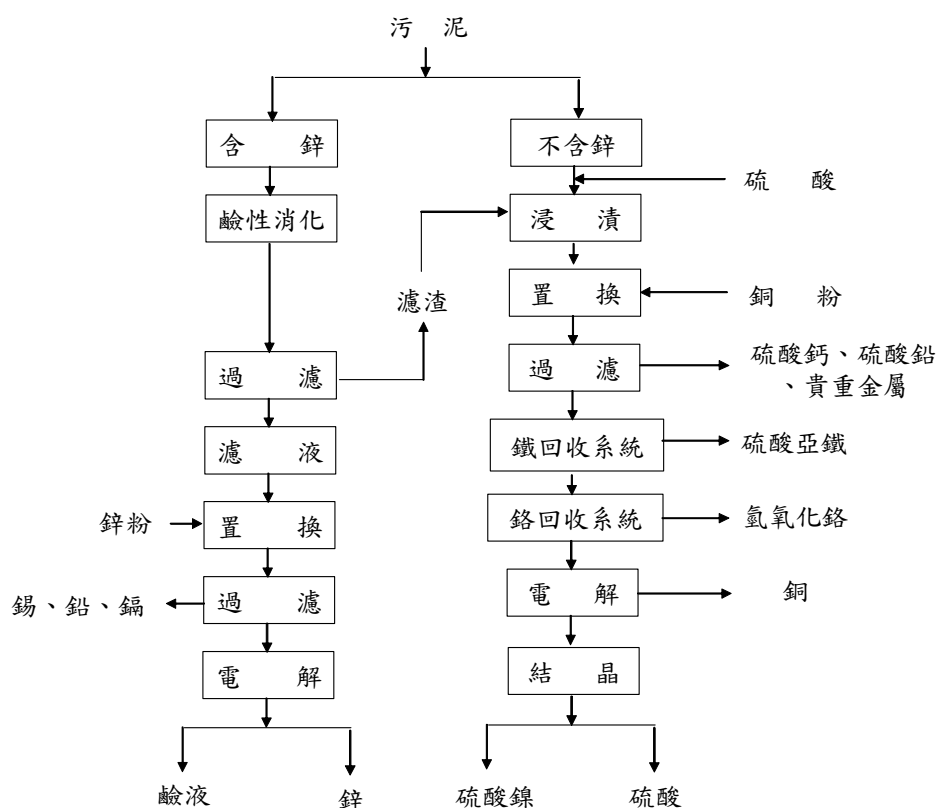 污 泥
含 鋅
不含鋅
硫 酸
鹼性消化
浸 漬
濾渣
置 換
銅 粉
過 濾
過 濾
硫酸鈣、硫酸鉛
、貴重金屬
濾 液
鐵回收系統
硫酸亞鐵
鋅粉
置 換
鉻回收系統
氫氧化鉻
錫、鉛、鎘
過 濾
電 解
銅
電 解
結 晶
鹼液
鋅
硫酸鎳
硫酸